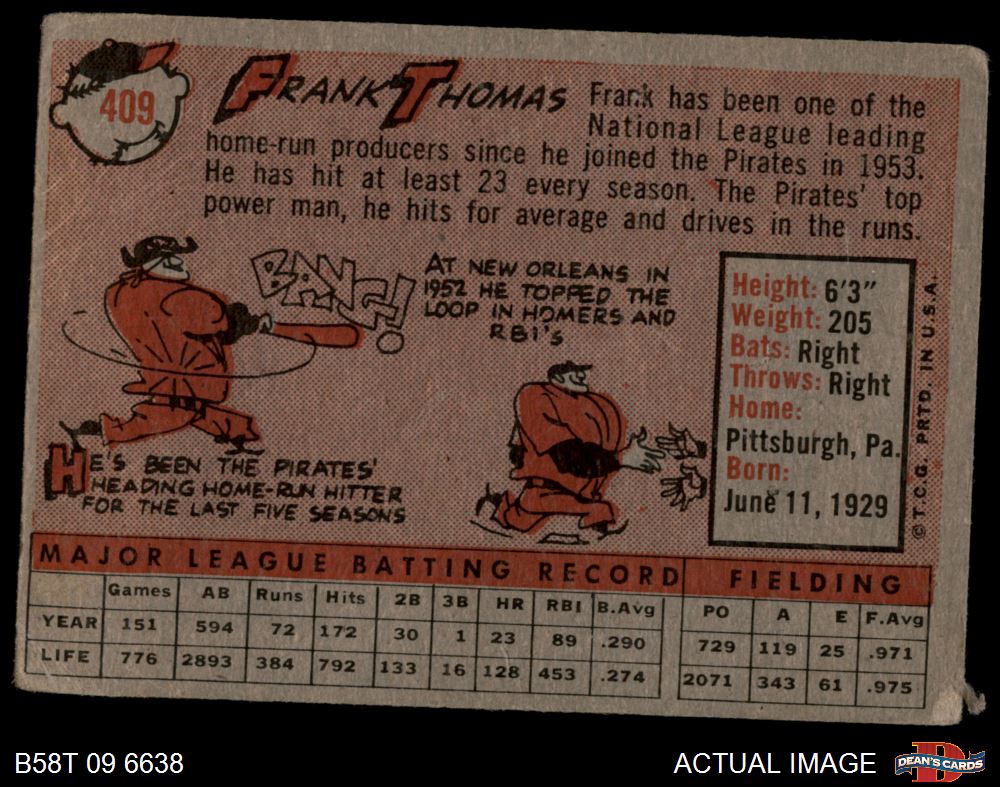 409
FRANK THOMAS
Frank has been one of the
National League leading
home-run producers since he joined the Pirates in 1953.
He has hit at least 23 every season. The Pirates' top
power man, he hits for average and drives in the runs.
BANG!
AT NEW ORLEANS IN
1952 HE TOPPED THE
LOOP IN HOMERS AND
RBI's
HE'S BEEN THE PIRATES'
HEADING HOME-RUN HITTER
FOR THE LAST FIVE SEASONS
Height: 6'3"
Weight: 205
Bats: Right
Throws: Right
Home:
Pittsburgh, Pa.
Born:
June 11, 1929
© T.C.G. PRTD. IN U.S.A.
MAJOR LEAGUE BATTING RECORD FIELDING
Games AB Runs Hits 2B 3B HR RBI B.Avg PO A E F.Avg
YEAR 151 594 72 172 30 1 23 89 .290 729 119 25 .971
LIFE 776 2893 384 792 133 16 128 453 .274 2071 343 61 .975
B58T 09 6638
ACTUAL IMAGE
DEAN'S CARDS